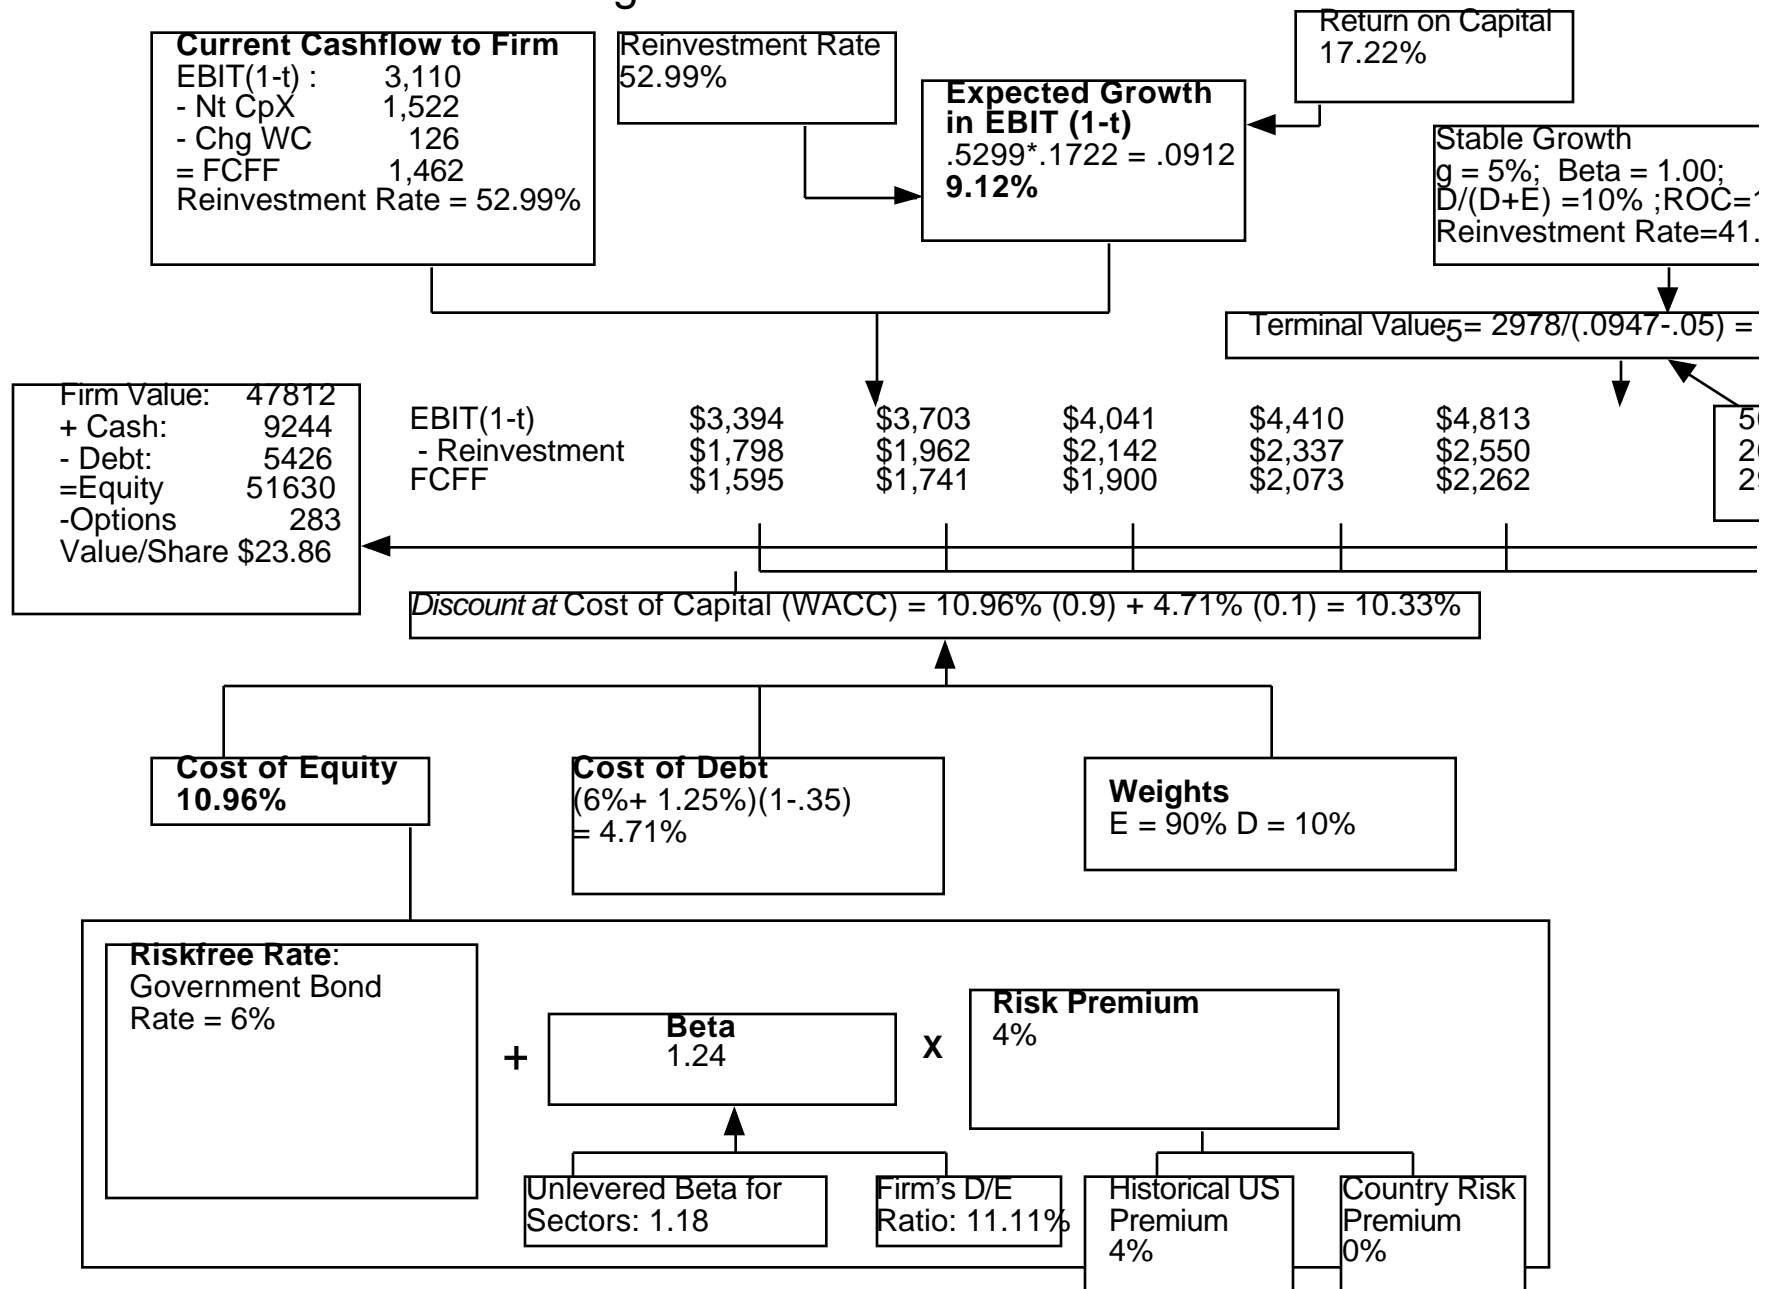 Current Cashflow to Firm
EBIT(1-t) : 3,110
- Nt CpX 1,522
- Chg WC 126
= FCFF 1,462
Reinvestment Rate = 52.99%
Reinvestment Rate
52.99%
Expected Growth
in EBIT (1-t)
.5299*.1722 = .0912
9.12%
Return on Capital
17.22%
Stable Growth
g = 5%; Beta = 1.00;
D/(D+E) =10% ;ROC=
Reinvestment Rate=41.
Terminal Value5= 2978/(.0947-.05) =
Firm Value: 47812
+ Cash: 9244
- Debt: 5426
=Equity 51630
-Options 283
Value/Share $23.86
EBIT(1-t) $3,394 $3,703 $4,041 $4,410 $4,813
- Reinvestment $1,798 $1,962 $2,142 $2,337 $2,550
FCFF $1,595 $1,741 $1,900 $2,073 $2,262
Discount at Cost of Capital (WACC) = 10.96% (0.9) + 4.71% (0.1) = 10.33%
Cost of Equity
10.96%
Cost of Debt
(6%+ 1.25%)(1-.35)
= 4.71%
Weights
E = 90% D = 10%
Riskfree Rate:
Government Bond
Rate = 6%
+
Beta
1.24
X
Risk Premium
4%
Unlevered Beta for
Sectors: 1.18
Firm's D/E
Ratio: 11.11%
Historical US
Premium
4%
Country Risk
Premium
0%